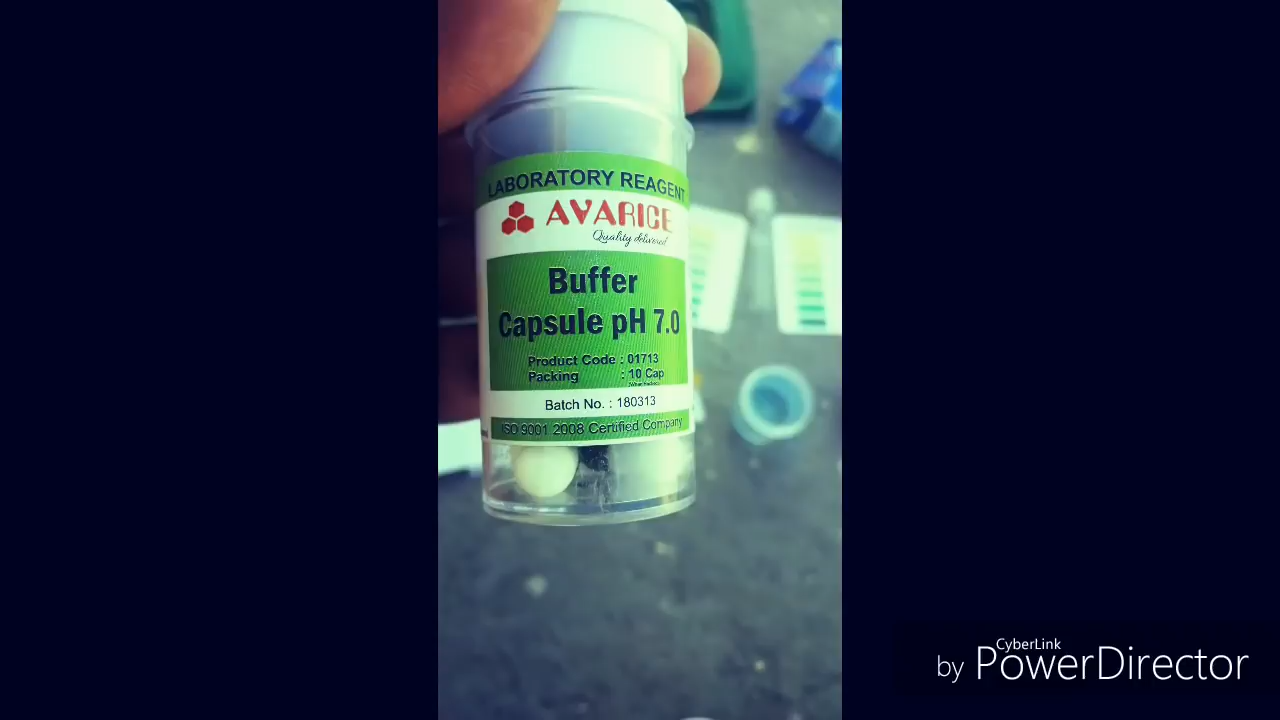 LABORATORY REAGENT
AVARICE
Quality delivered
Buffer
Capsule pH 7.0
Product Code : 01713
Packing : 10 Cap
Batch No. : 180313
ISO 9001 2008 Certified Company
CyberLink
by PowerDirector